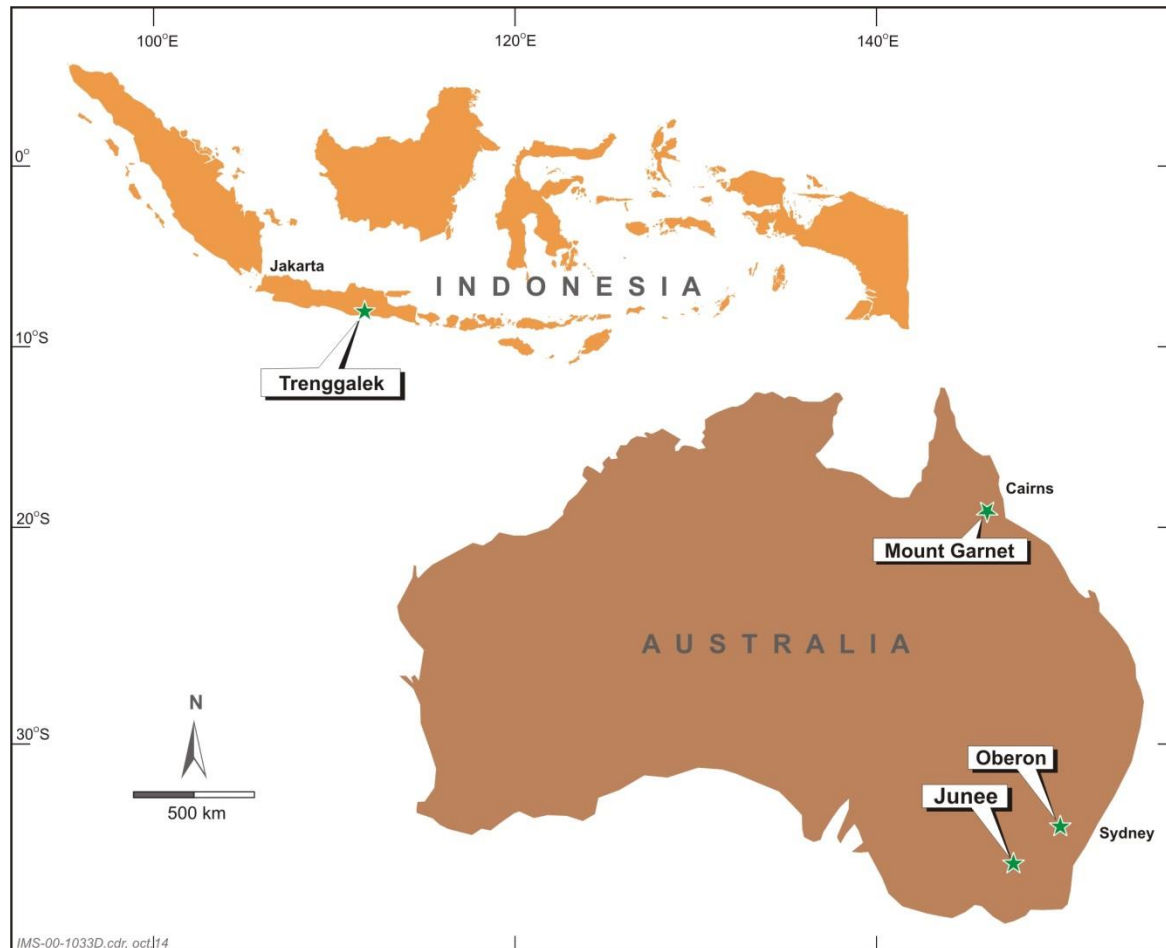 100°E
120°E
140°E
0°
Jakarta
INDONESIA
10°S
Trenggalek
Cairns
20°S
Mount Garnet
AUSTRALIA
N
30°S
Oberon
Junee
500 km
Sydney
IMS-00-1033D.cdr, oct.14